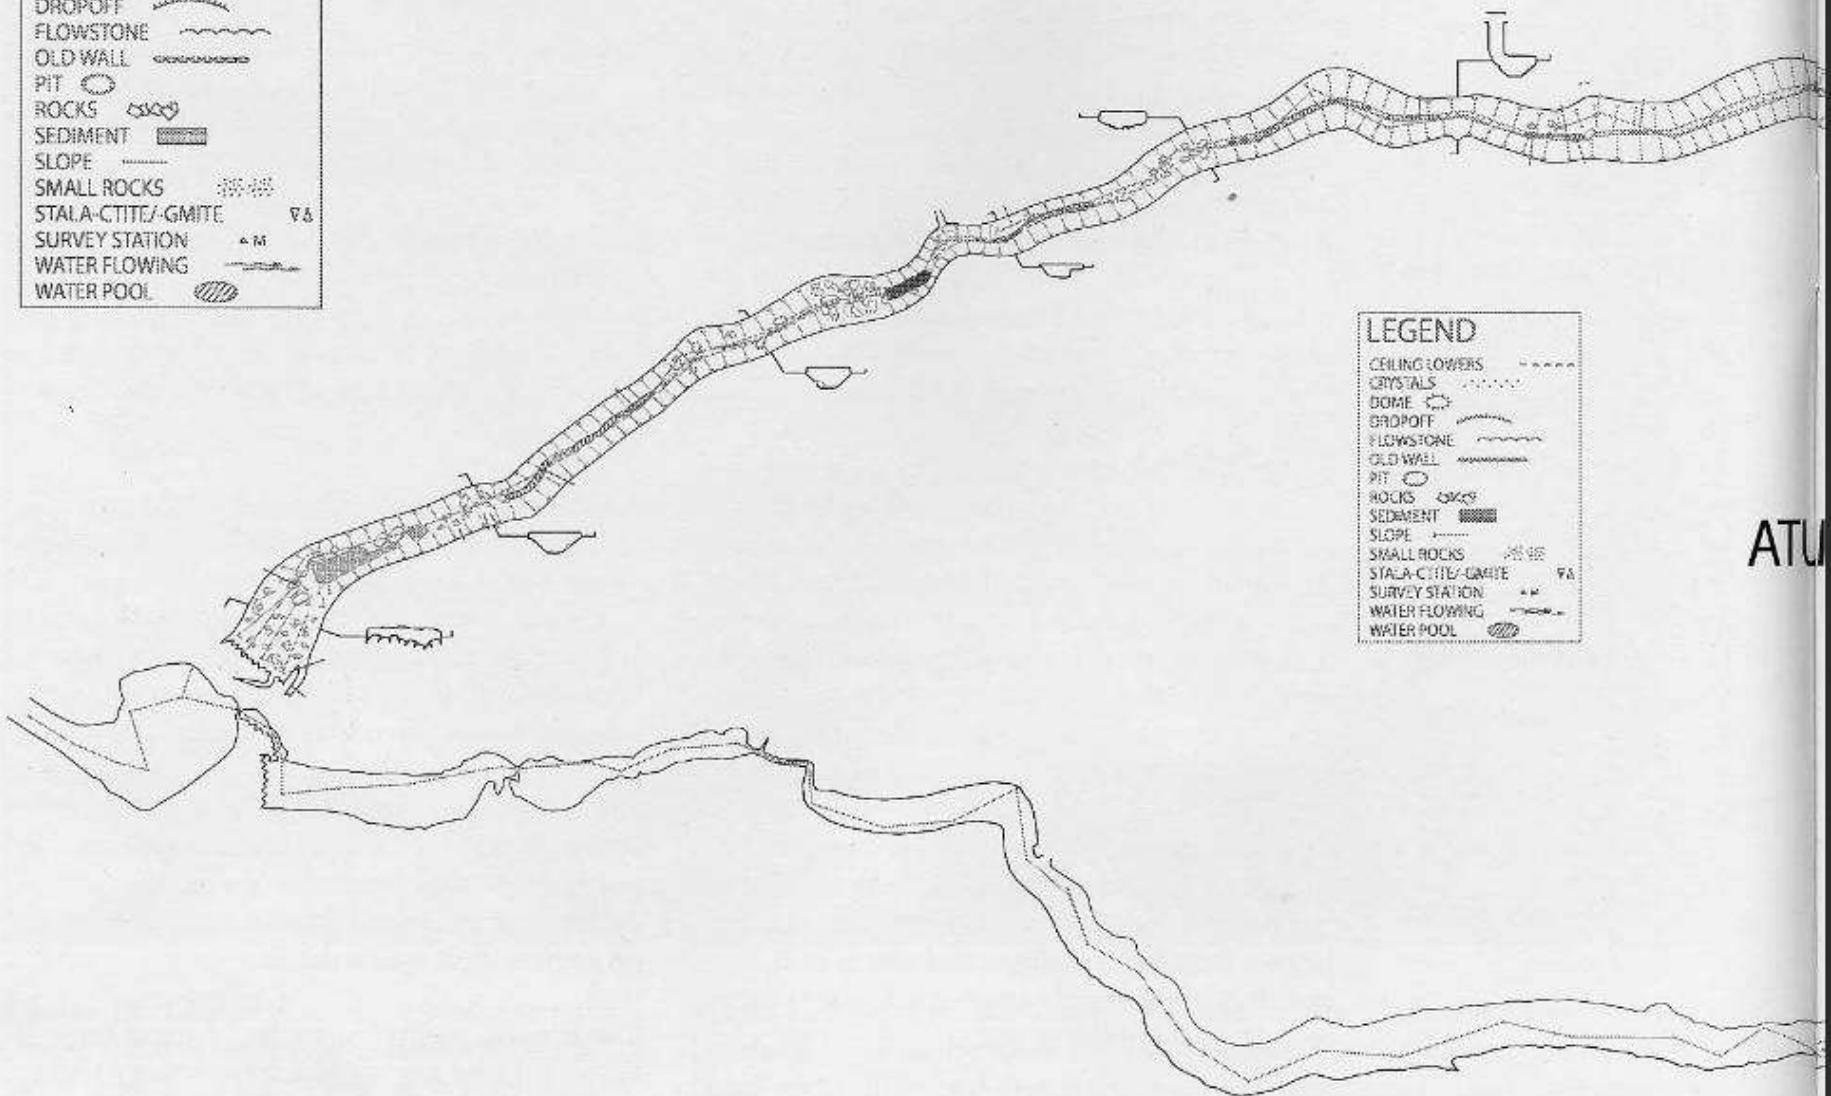 DROPOFF
FLOWSTONE
OLD WALL
PIT
ROCKS
SEDIMENT
SLOPE
SMALL ROCKS
STALA-CTITE/-GMITE
SURVEY STATION M
WATER FLOWING
WATER POOL
LEGEND
CEILING LOWERS
CRYSTALS
DOME
DROPOFF
FLOWSTONE
OLD WALL
PIT
ROCKS
SEDIMENT
SLOPE
SMALL ROCKS
STALA-CTITE/-GMITE
SURVEY STATION M
WATER FLOWING
WATER POOL
ATU